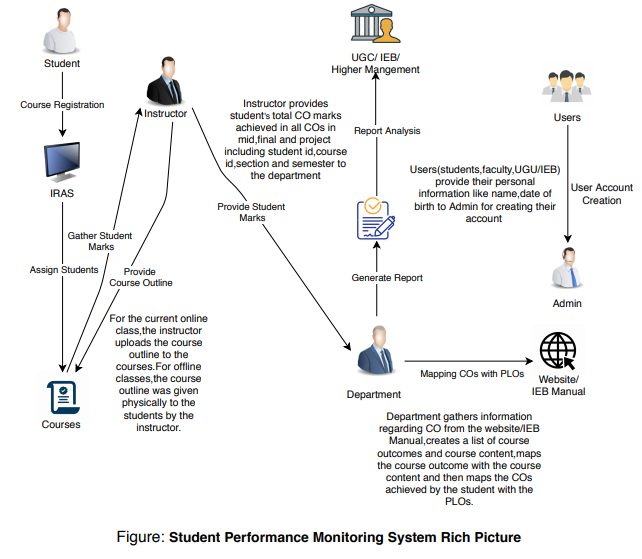 Student
Course Registration
IRAS
Assign Students
Courses
Instructor
Gather Student
Marks
Provide
Course Outline
For the current online
class,the instructor
uploads the course
outline to the
courses.For offline
classes,the course
outline was given
physically to the
students by the
instructor.
Instructor provides
student's total CO marks
achieved in all COs in
mid,final and project
including student id,course
id,section and semester to
the department
Provide Student
Marks
UGC/ IEB/
Higher Mangement
Report Analysis
Generate Report
Department
Mapping COs with PLOs
Website/
IEB Manual
Department gathers information
regarding CO from the website/IEB
Manual,creates a list of course
outcomes and course content,maps
the course outcome with the course
content and then maps the COs
achieved by the student with the
PLOs.
Users
Users(students,faculty,UGU/IEB)
provide their personal
information like name,date of
birth to Admin for creating their
account
User Account
Creation
Admin
Figure: Student Performance Monitoring System Rich Picture